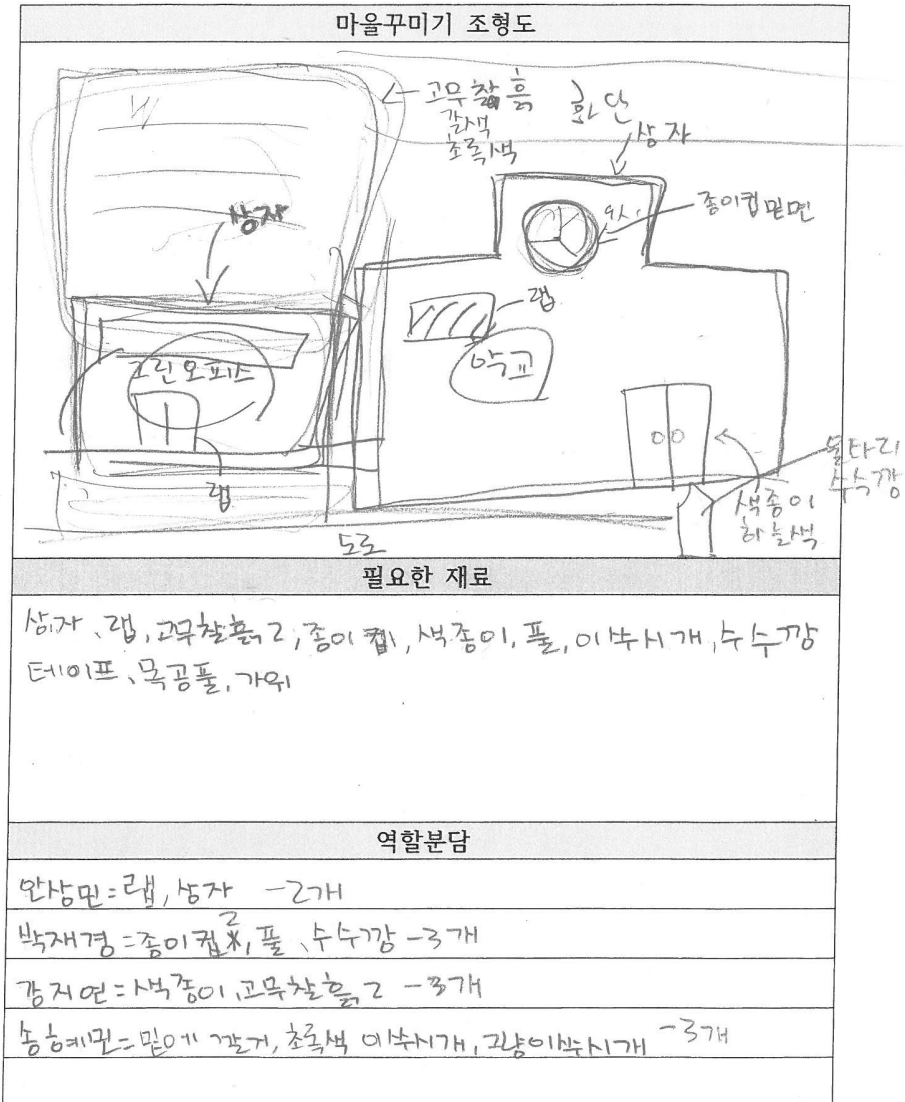 마을꾸미기 조형도
고무찰흙
갈색
초록색
화단
상자
9시
종이컵 밑면
상자
랩
학교
그린오피스
랩
울타리
수수깡
색종이
하늘색
도로
필요한 재료
상자, 랩, 고무찰흙2, 종이컵, 색종이, 풀, 이쑤시개, 수수깡
테이프, 목공풀, 가위
역할분담
안상민=랩, 상자 -2개
박재경=종이컵2, 풀, 수수깡 -3개
강지연=색종이, 고무찰흙2 -3개
송혜민=밑에 깔거, 초록색 이쑤시개, 그냥이쑤시개 -3개